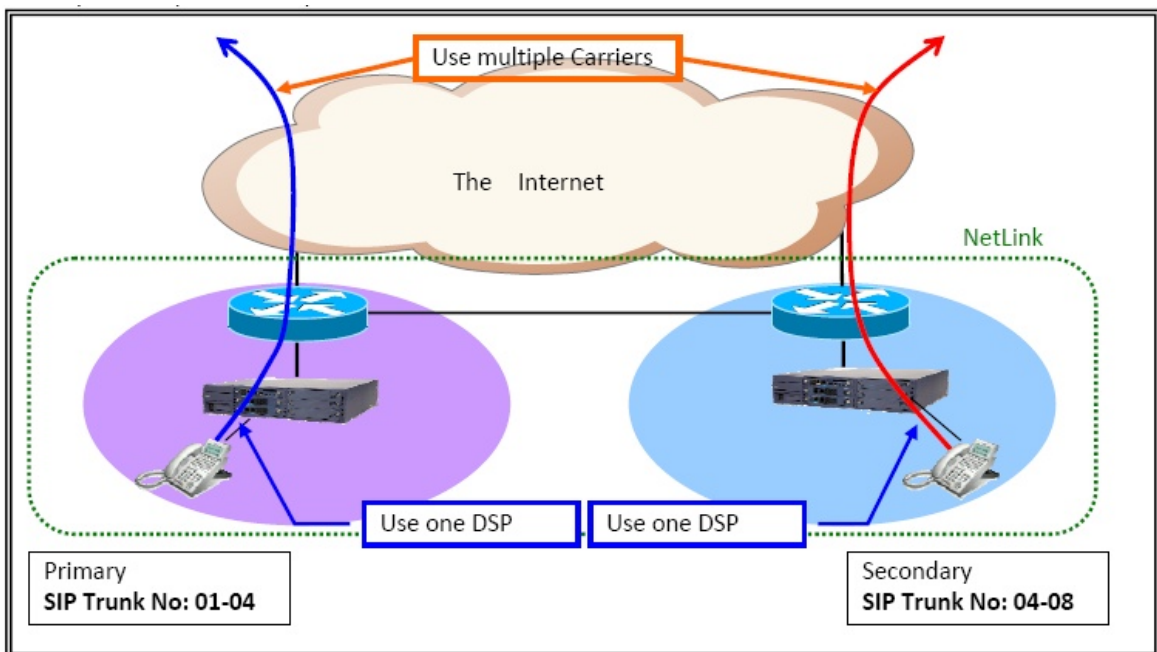 Use multiple Carriers
The Internet
NetLink
Use one DSP
Use one DSP
Primary
SIP Trunk No: 01-04
Secondary
SIP Trunk No: 04-08